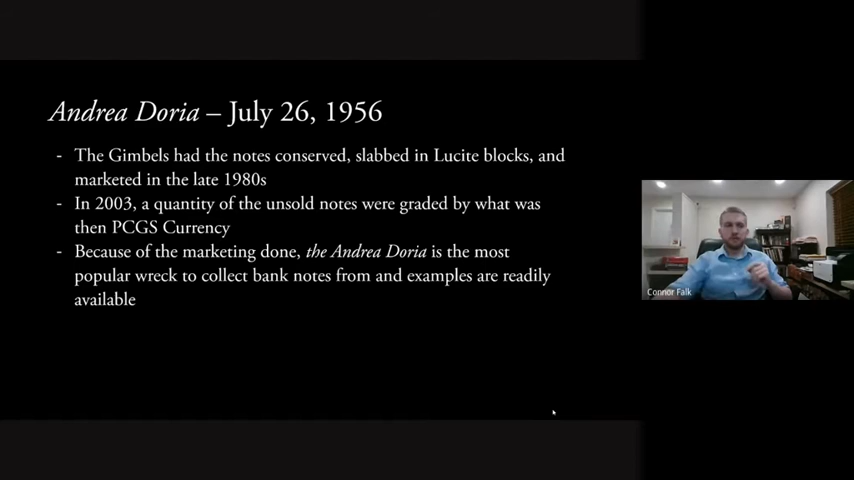 Andrea Doria – July 26, 1956
- The Gimbels had the notes conserved, slabbed in Lucite blocks, and
marketed in the late 1980s
- In 2003, a quantity of the unsold notes were graded by what was
then PCGS Currency
- Because of the marketing done, the Andrea Doria is the most
popular wreck to collect bank notes from and examples are readily
available
Connor Falk